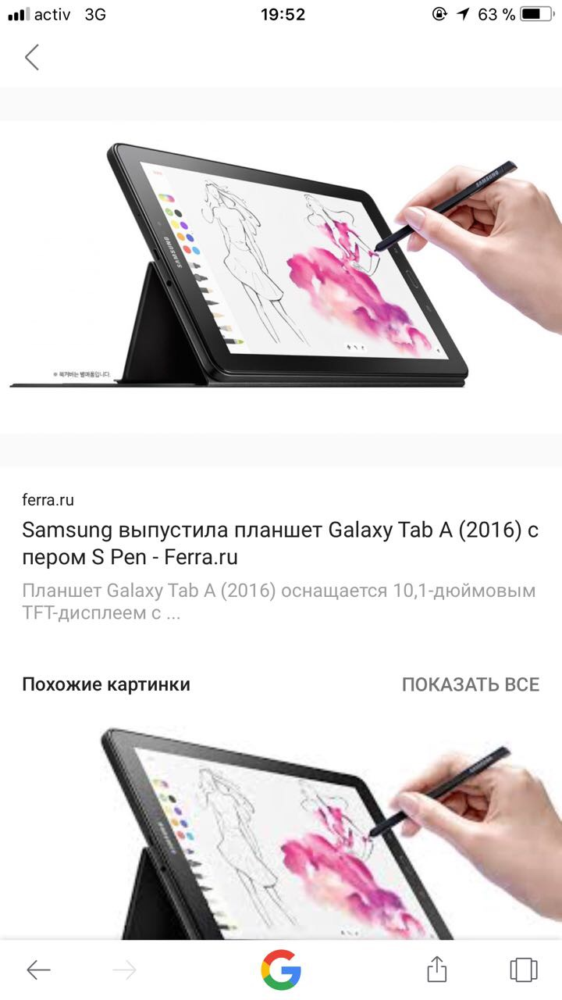 activ 3G 19:52 63 %
SAMSUNG
SAMSUNG
※ 북커버는 별매품입니다.
ferra.ru
Samsung выпустила планшет Galaxy Tab A (2016) с
пером S Pen - Ferra.ru
Планшет Galaxy Tab A (2016) оснащается 10,1-дюймовым
TFT-дисплеем с ...
Похожие картинки ПОКАЗАТЬ ВСЕ
SAMSUNG
SAMSUNG